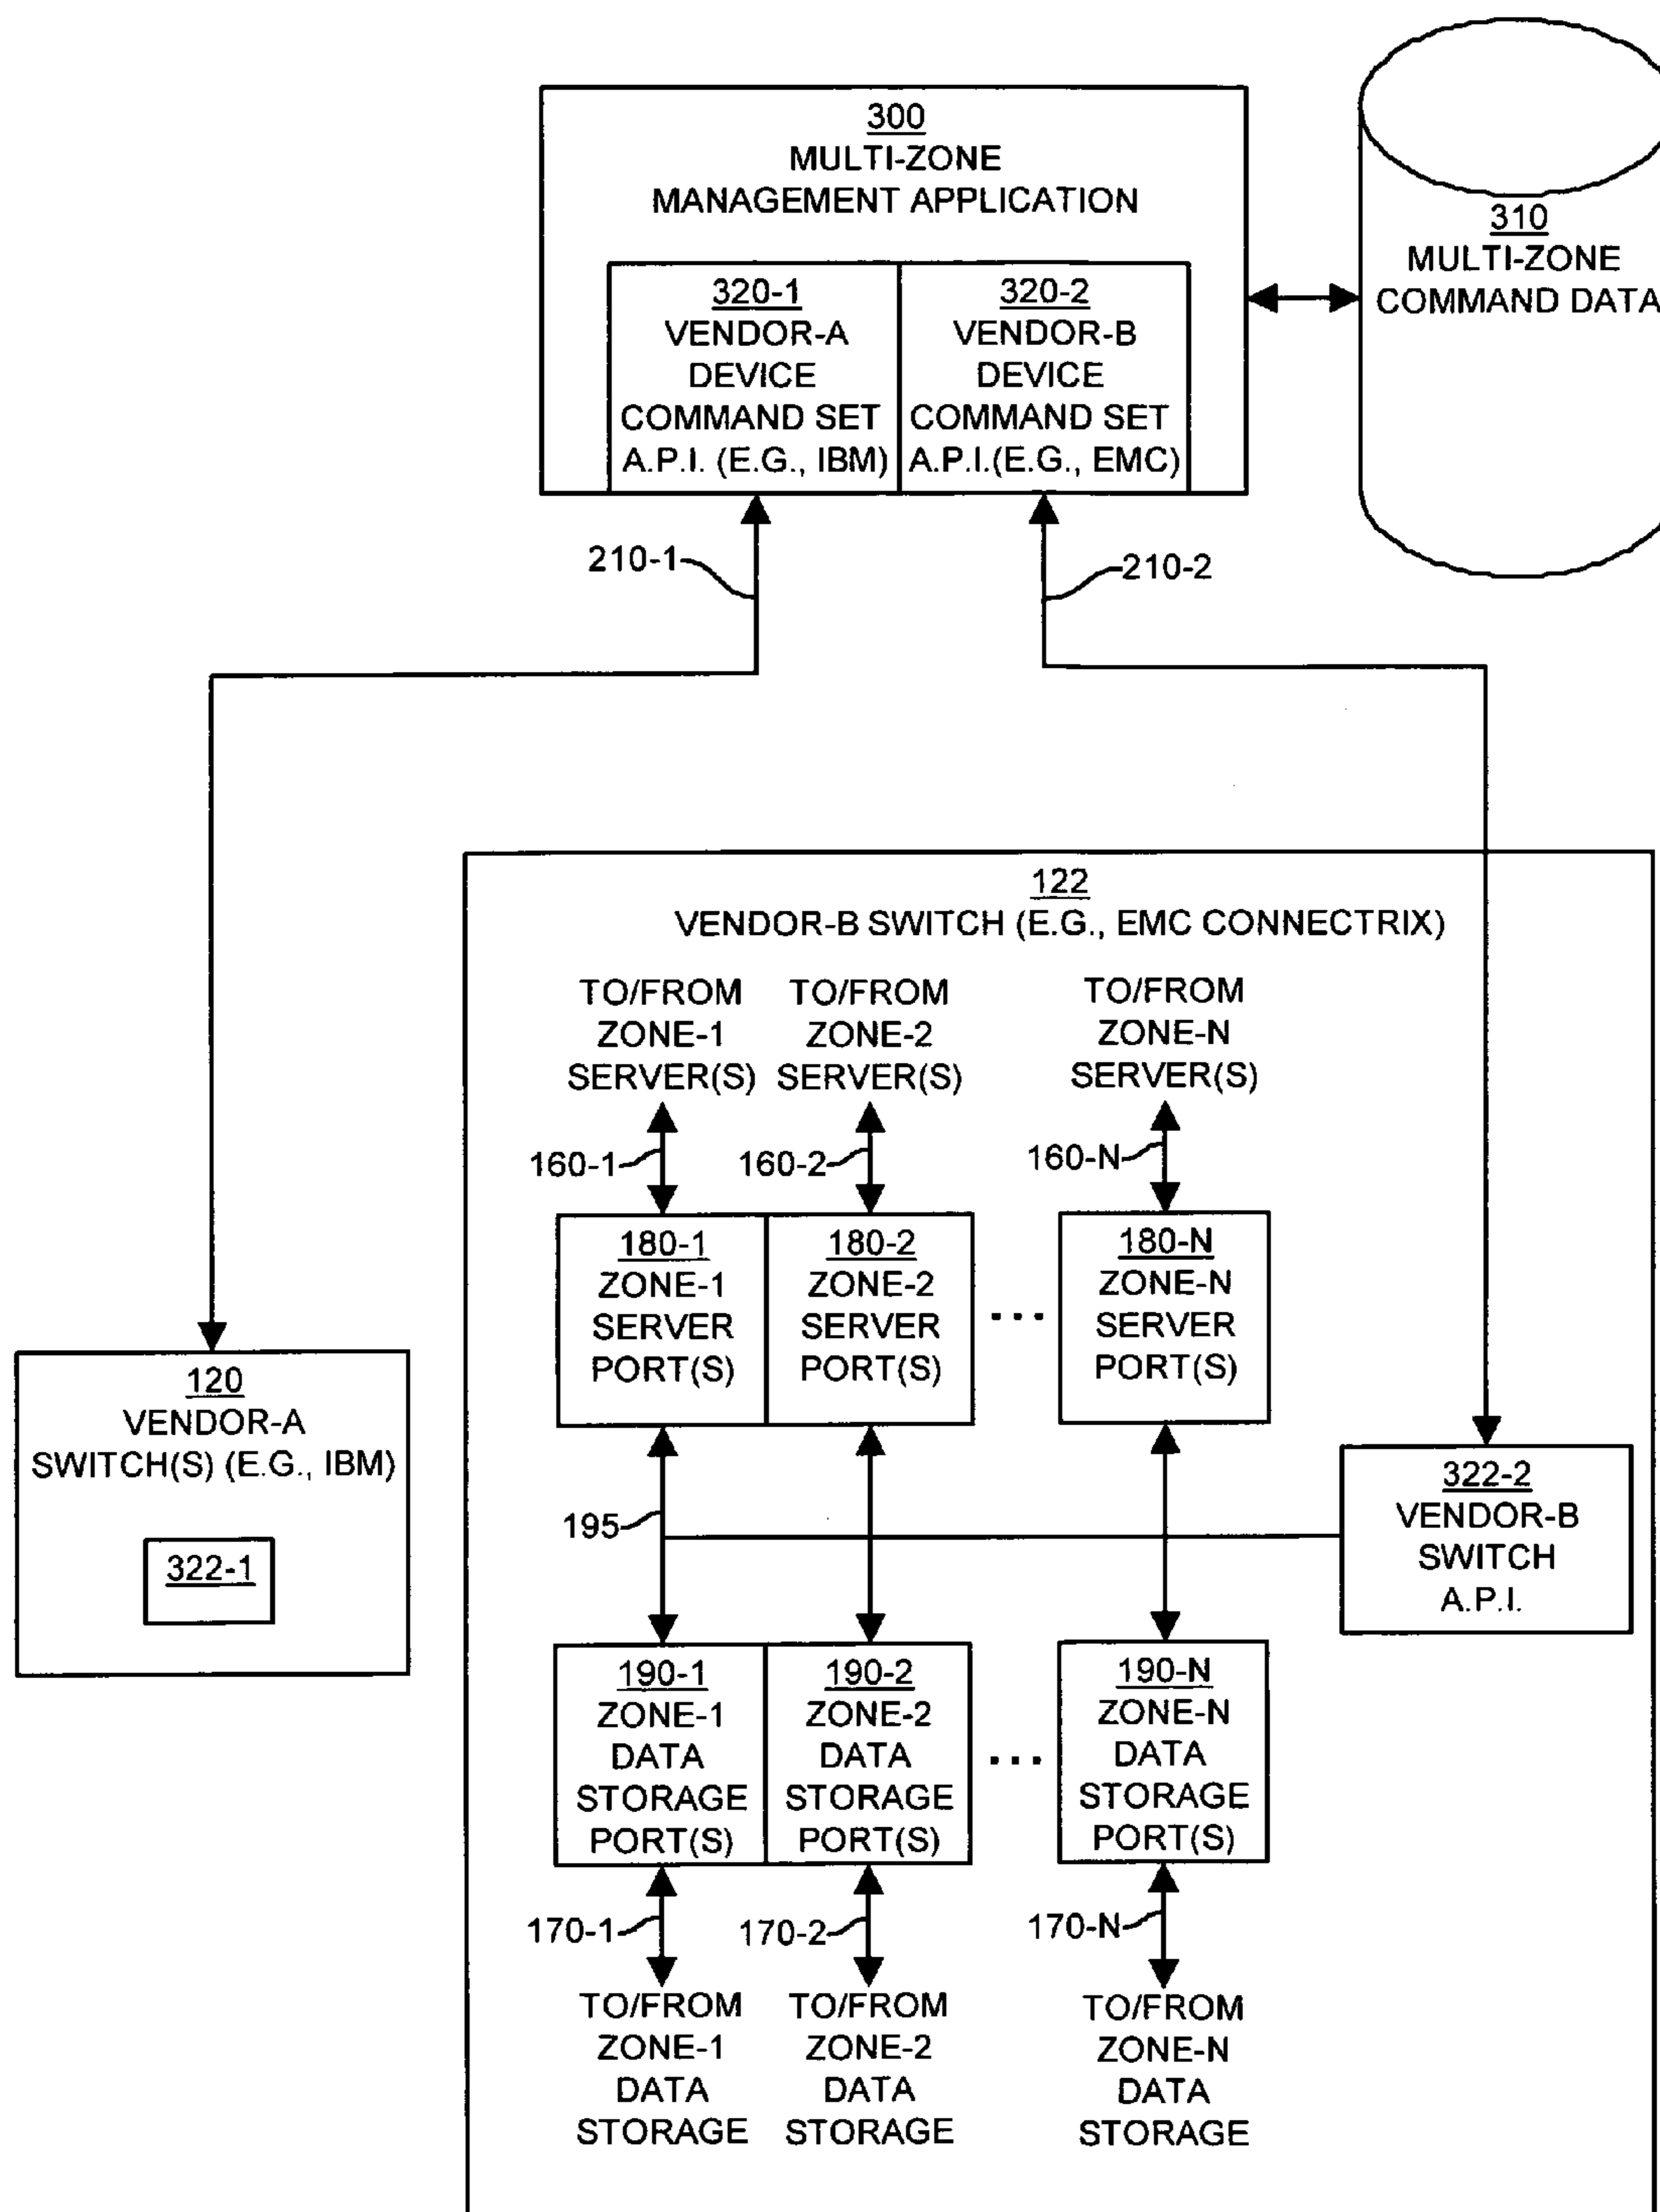 300
MULTI-ZONE
MANAGEMENT APPLICATION
310
MULTI-ZONE
COMMAND DATA
320-1
VENDOR-A
DEVICE
COMMAND SET
A.P.I. (E.G., IBM)
320-2
VENDOR-B
DEVICE
COMMAND SET
A.P.I.(E.G., EMC)
210-1
210-2
122
VENDOR-B SWITCH (E.G., EMC CONNECTRIX)
TO/FROM
ZONE-1
SERVER(S)
TO/FROM
ZONE-2
SERVER(S)
TO/FROM
ZONE-N
SERVER(S)
160-1
160-2
160-N
180-1
ZONE-1
SERVER
PORT(S)
180-2
ZONE-2
SERVER
PORT(S)
...
180-N
ZONE-N
SERVER
PORT(S)
120
VENDOR-A
SWITCH(S) (E.G., IBM)
322-1
195
322-2
VENDOR-B
SWITCH
A.P.I.
190-1
ZONE-1
DATA
STORAGE
PORT(S)
190-2
ZONE-2
DATA
STORAGE
PORT(S)
...
190-N
ZONE-N
DATA
STORAGE
PORT(S)
170-1
170-2
170-N
TO/FROM
ZONE-1
DATA
STORAGE
TO/FROM
ZONE-2
DATA
STORAGE
TO/FROM
ZONE-N
DATA
STORAGE